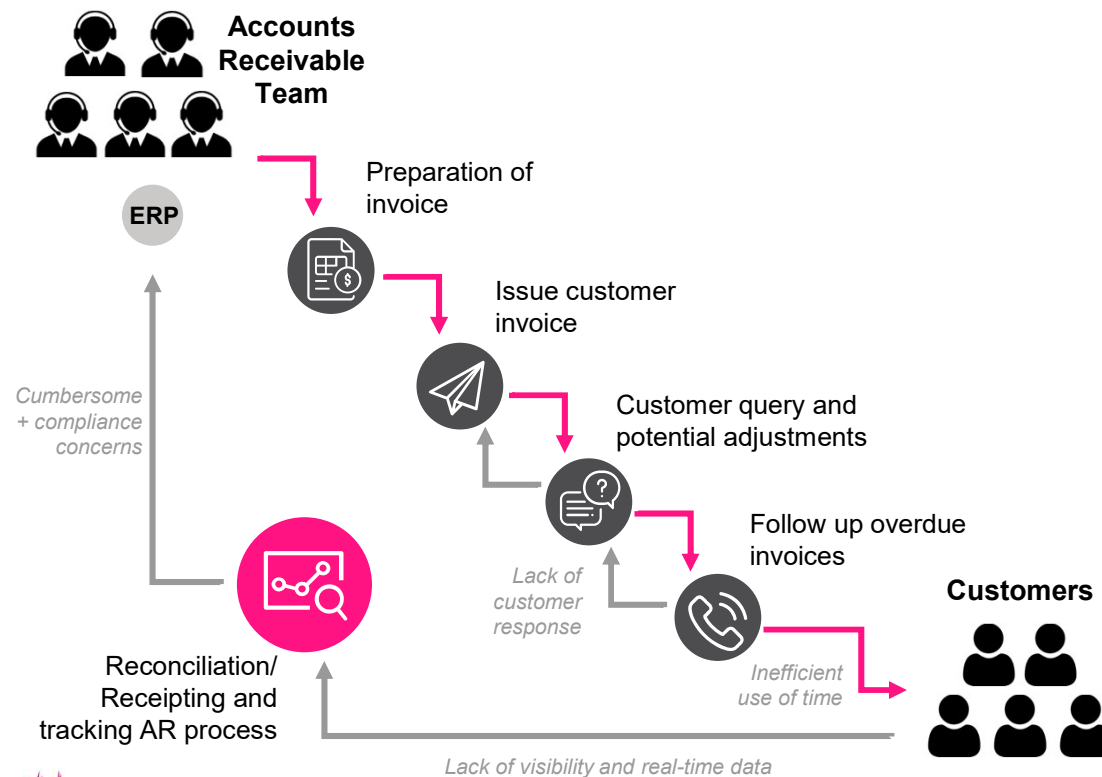 Accounts
Receivable
Team
ERP
Preparation of
invoice
$
Issue customer
invoice
Customer query and
potential adjustments
?
Follow up overdue
invoices
Cumbersome
+ compliance
concerns
Lack of
customer
response
Customers
Inefficient
use of time
Reconciliation/
Receipting and
tracking AR process
Lack of visibility and real-time data